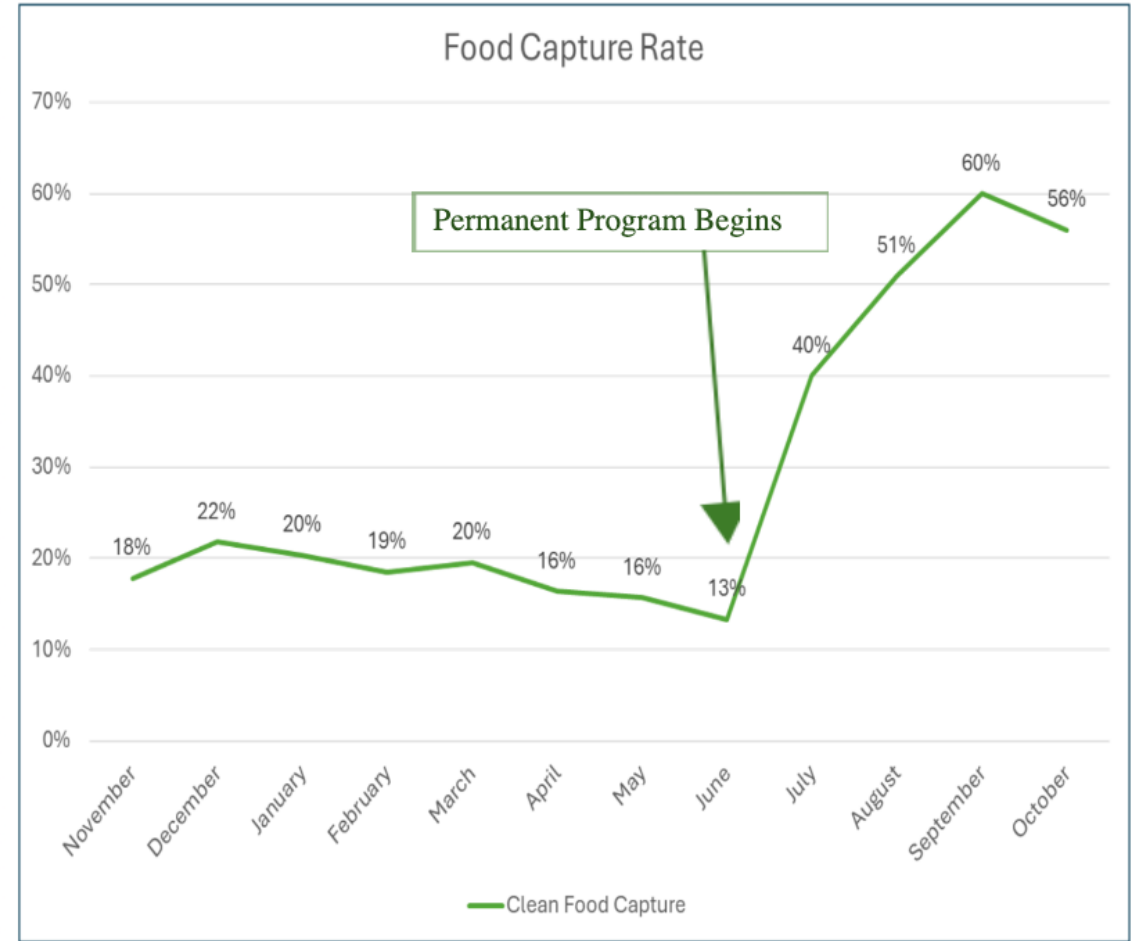 Food Capture Rate
70%
60%
50%
40%
30%
20%
10%
0%
Permanent Program Begins
18%
22%
20%
19%
20%
16%
16%
13%
40%
51%
60%
56%
November
December
January
February
March
April
May
June
July
August
September
October
Clean Food Capture